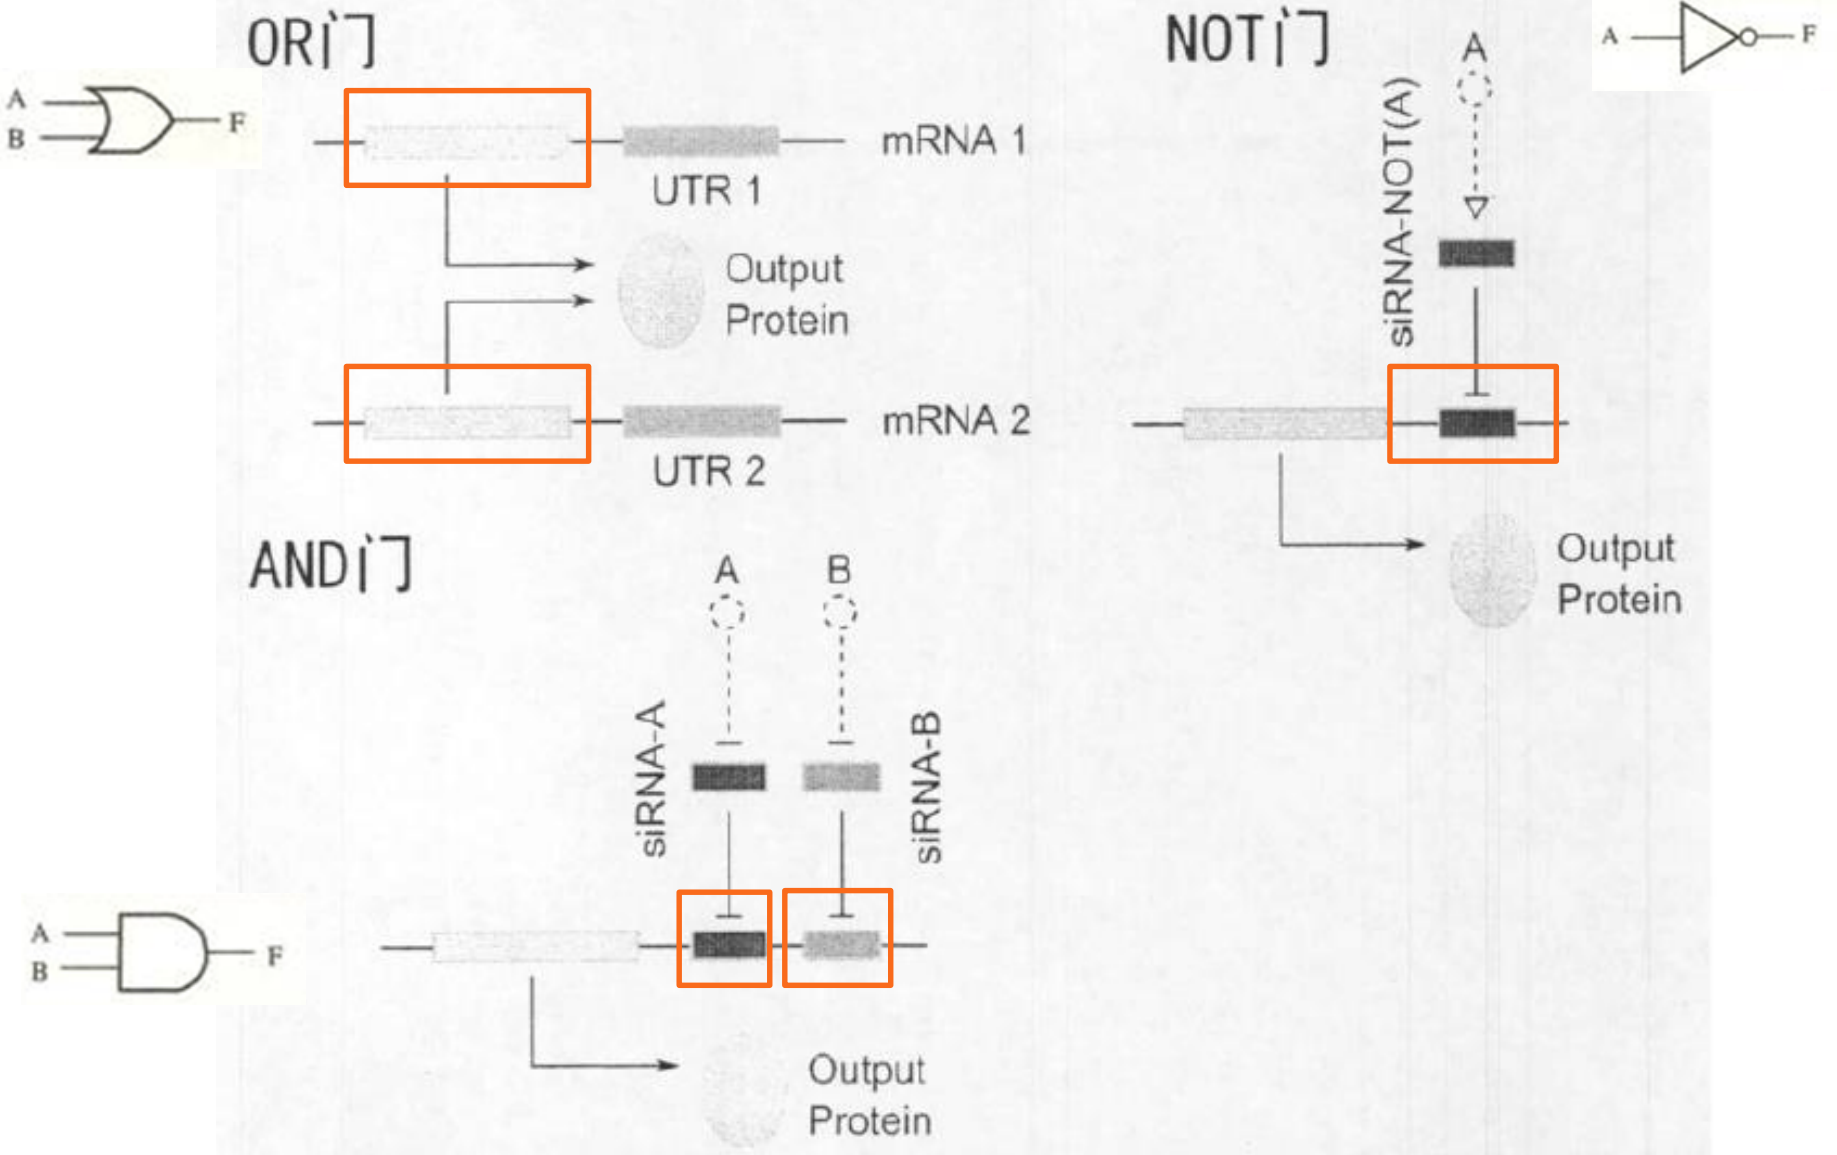 OR门
A
B
F
mRNA 1
UTR 1
Output
Protein
mRNA 2
UTR 2
NOT门
A
F
A
siRNA-NOT(A)
Output
Protein
AND门
A
B
siRNA-A
siRNA-B
A
B
F
Output
Protein